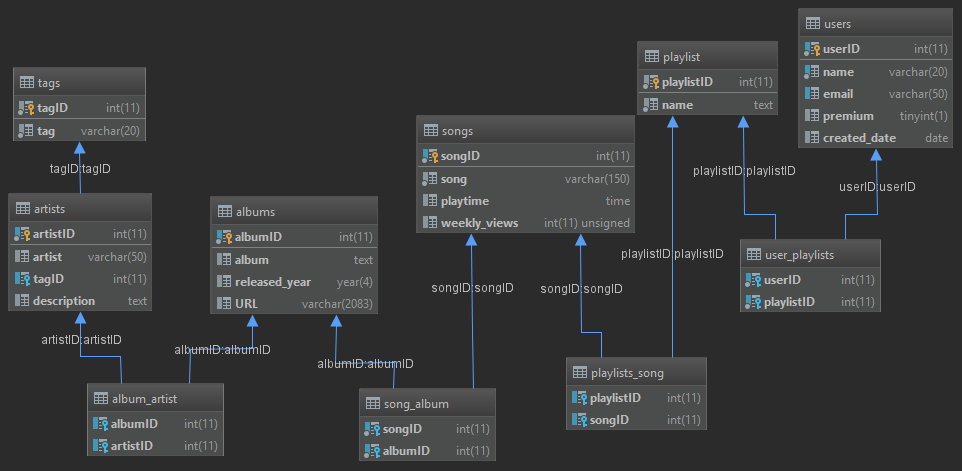 tags
tagID int(11)
tag varchar(20)
tagID:tagID
artists
artistID int(11)
artist varchar(50)
tagID int(11)
description text
artistID:artistID
albums
albumID int(11)
album text
released_year year(4)
URL varchar(2083)
albumID:albumID
albumID:albumID
album_artist
albumID int(11)
artistID int(11)
song_album
songID int(11)
albumID int(11)
songs
songID int(11)
song varchar(150)
playtime time
weekly_views int(11) unsigned
songID:songID
songID:songID
playlists_song
playlistID int(11)
songID int(11)
playlist
playlistID int(11)
name text
playlistID:playlistID
playlistID:playlistID
users
userID int(11)
name varchar(20)
email varchar(50)
premium tinyint(1)
created_date date
userID:userID
user_playlists
userID int(11)
playlistID int(11)